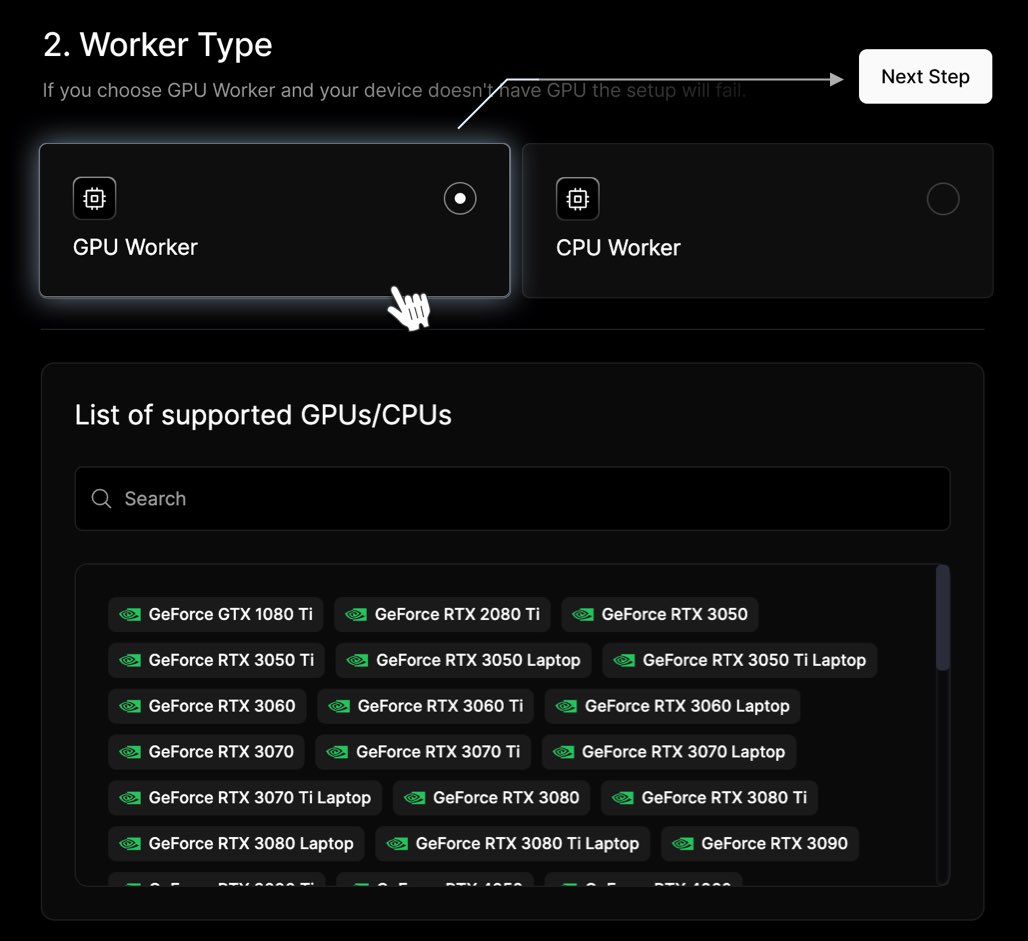 2. Worker Type
If you choose GPU Worker and your device doesn't have GPU the setup will fail.
Next Step
GPU Worker
CPU Worker
List of supported GPUs/CPUs
Search
GeForce GTX 1080 Ti GeForce RTX 2080 Ti GeForce RTX 3050
GeForce RTX 3050 Ti GeForce RTX 3050 Laptop GeForce RTX 3050 Ti Laptop
GeForce RTX 3060 GeForce RTX 3060 Ti GeForce RTX 3060 Laptop
GeForce RTX 3070 GeForce RTX 3070 Ti GeForce RTX 3070 Laptop
GeForce RTX 3070 Ti Laptop GeForce RTX 3080 GeForce RTX 3080 Ti
GeForce RTX 3080 Laptop GeForce RTX 3080 Ti Laptop GeForce RTX 3090